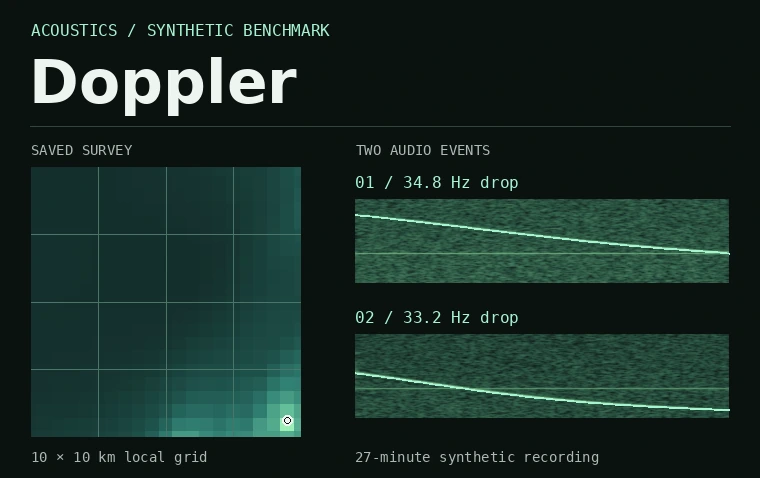 ACOUSTICS / SYNTHETIC BENCHMARK
Doppler
SAVED SURVEY
10 × 10 km local grid
TWO AUDIO EVENTS
01 / 34.8 Hz drop
02 / 33.2 Hz drop
27-minute synthetic recording